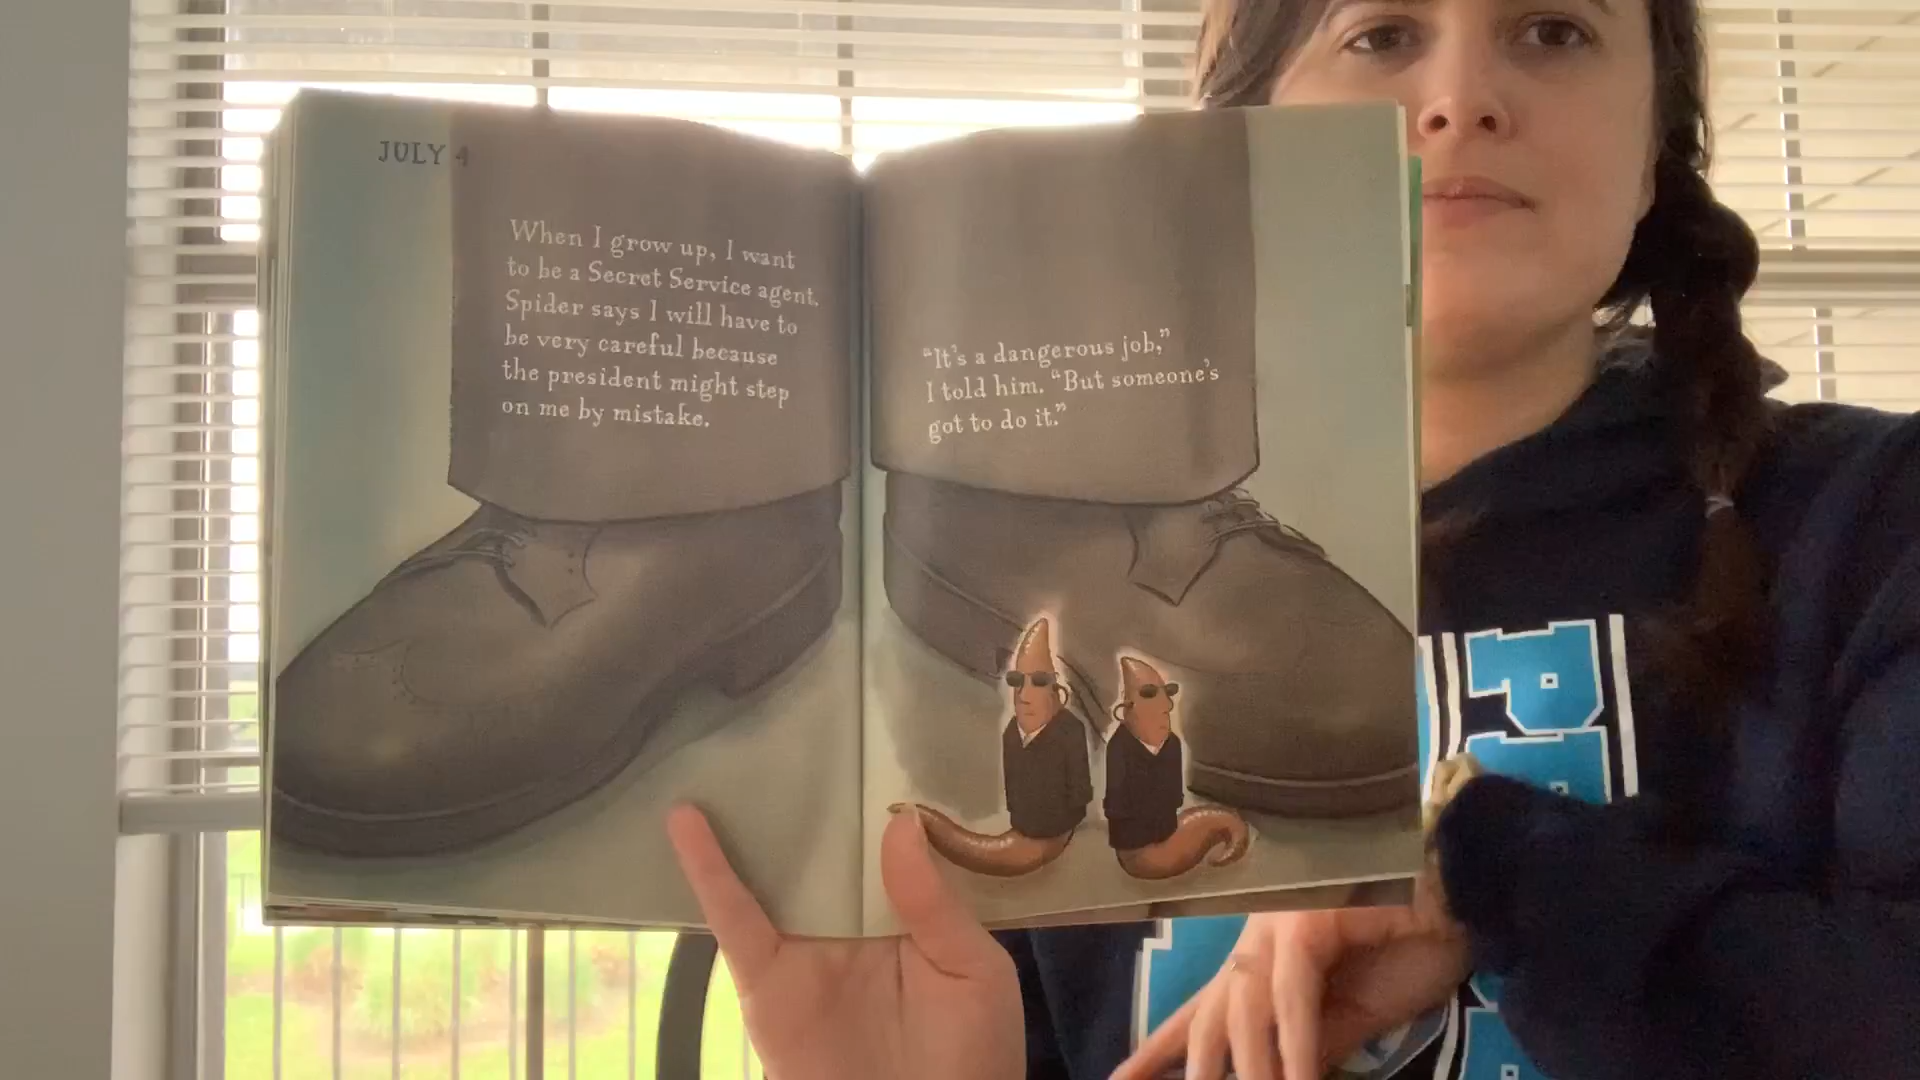 JULY 4
When I grow up, I want
to be a Secret Service agent.
Spider says I will have to
be very careful because
the president might step
on me by mistake.
"It's a dangerous job,"
I told him. "But someone's
got to do it."